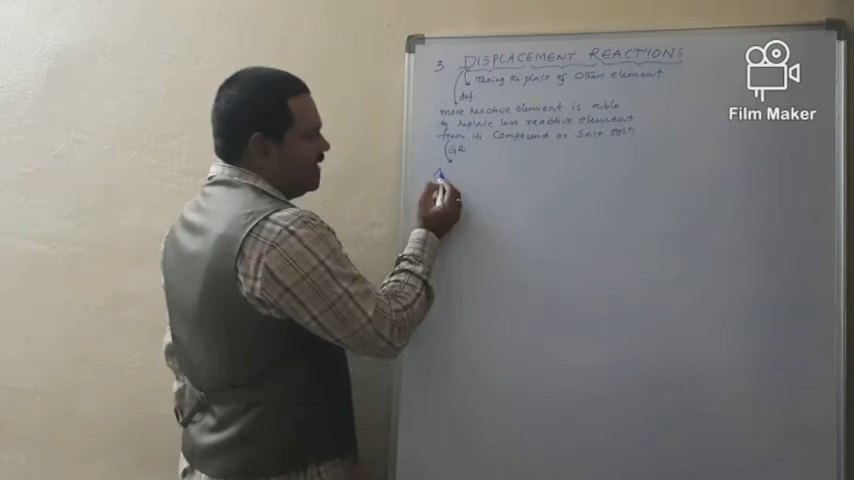 3 DISPLACEMENT REACTIONS
Taking the place of other element
def
more reactive element is able
to replace less reactive element
from its compound or salt solⁿ
GR
Film Maker